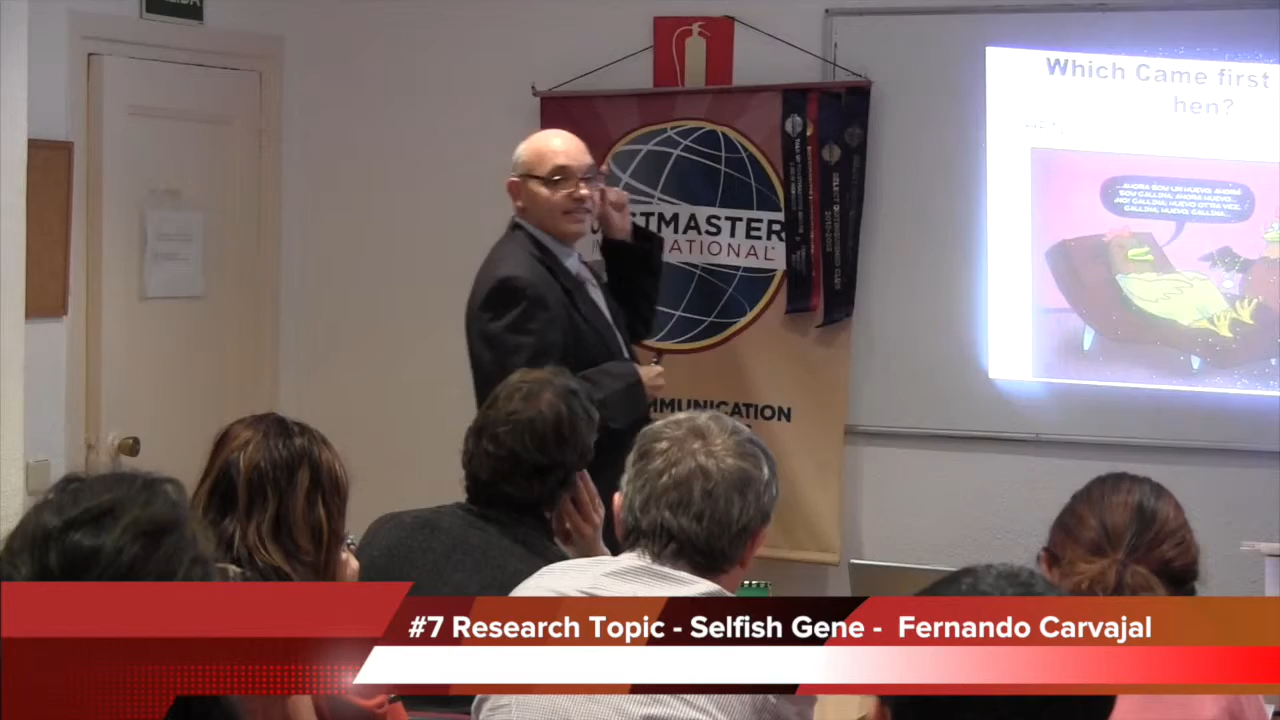 SALIDA
Which Came first
hen?
...AHORA SOY UN HUEVO, AHORA
SOY GALLINA, AHORA HUEVO...
¡NO! GALLINA, HUEVO OTRA VEZ.
GALLINA, HUEVO, GALLINA...
STMASTER
NATIONAL
MMUNICATION
#7 Research Topic - Selfish Gene - Fernando Carvajal